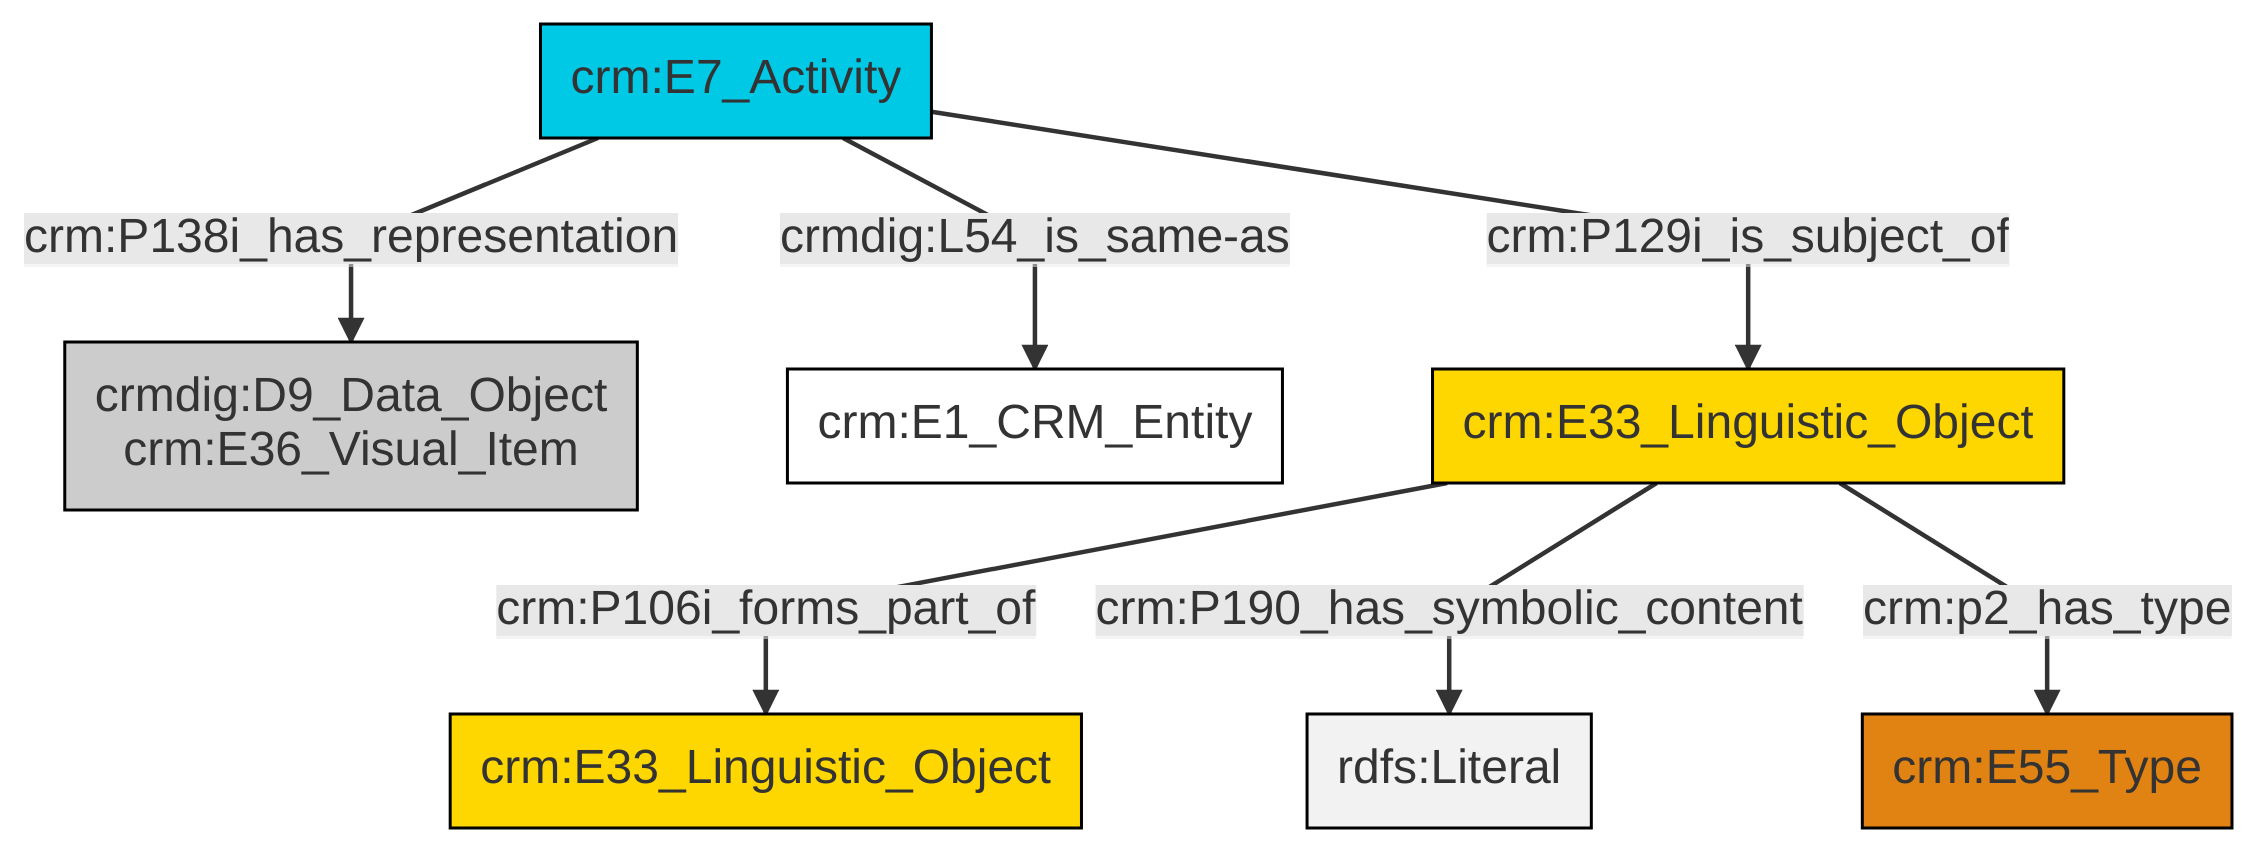 crm:E7_Activity
crm:P138i_has_representation
crmdig:L54_is_same-as
crm:P129i_is_subject_of
crmdig:D9_Data_Object
crm:E36_Visual_Item
crm:E1_CRM_Entity
crm:E33_Linguistic_Object
crm:P106i_forms_part_of
crm:P190_has_symbolic_content
crm:p2_has_type
crm:E33_Linguistic_Object
rdfs:Literal
crm:E55_Type